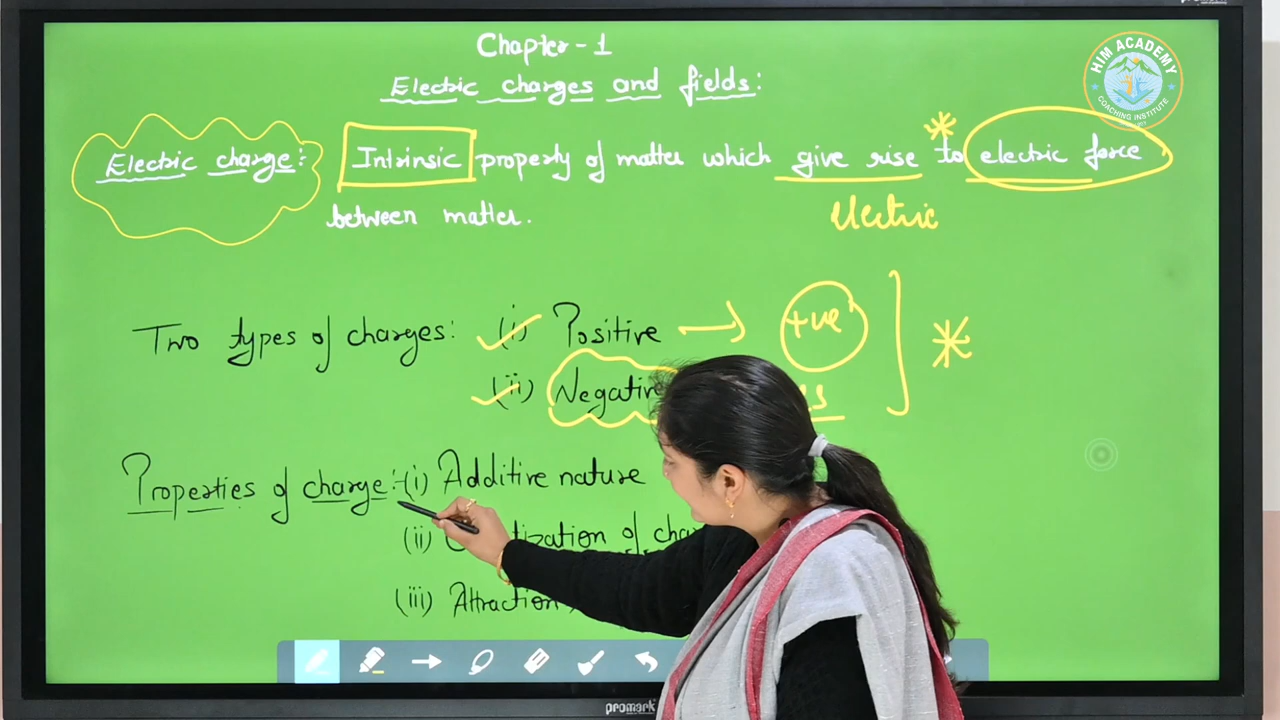 Chapter - 1
Electric charges and fields:
HIM ACADEMY
COACHING INSTITUTE
Electric charge: Intrinsic property of matter which give rise to electric force
between matter.
electric
Two types of charges: (i) Positive → +ve
(ii) Negative
Properties of charge:- (i) Additive nature
(ii)
(iii) Attraction
promark